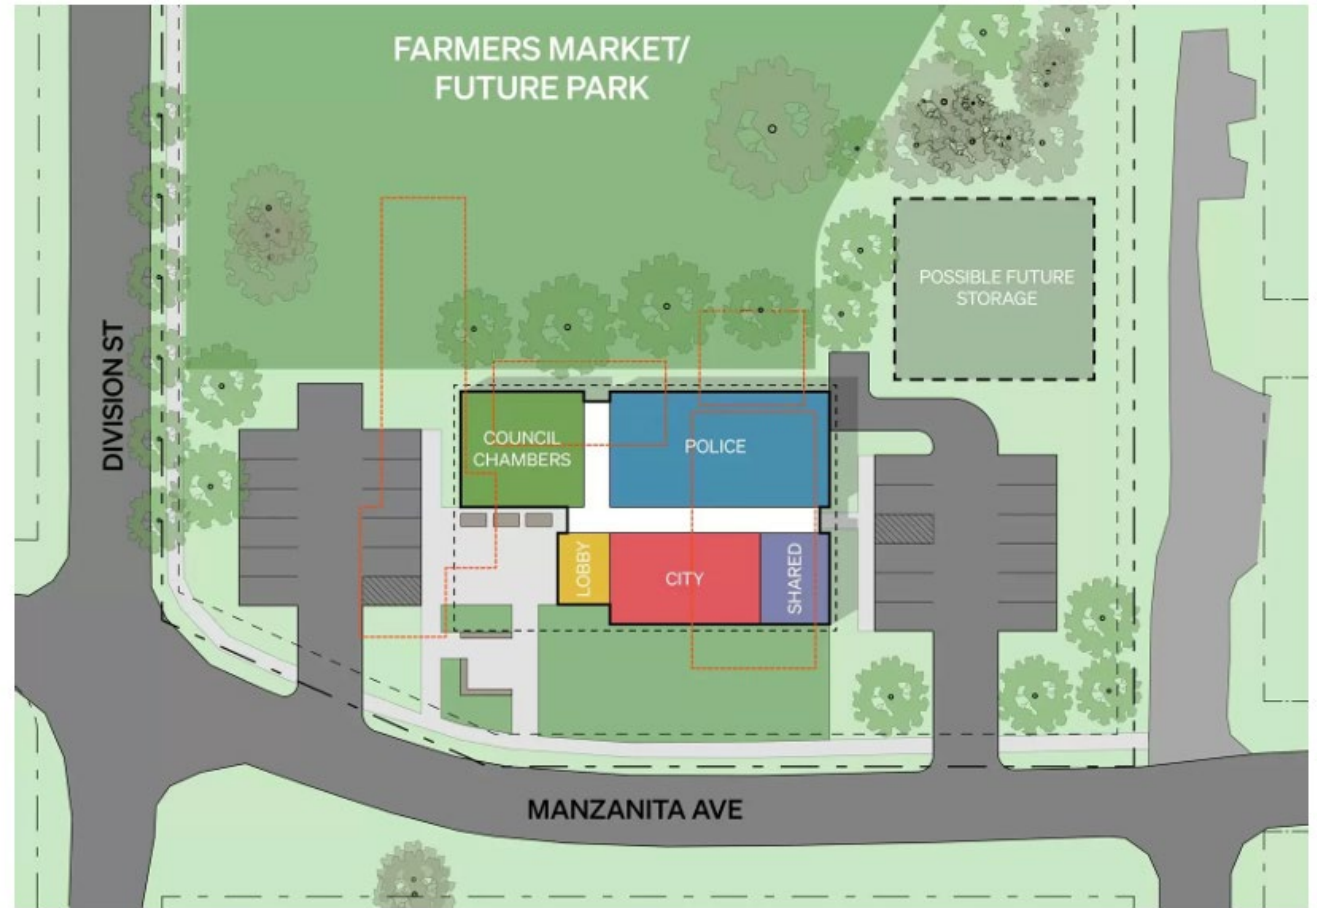 FARMERS MARKET/
FUTURE PARK
POSSIBLE FUTURE
STORAGE
DIVISION ST
COUNCIL
CHAMBERS
POLICE
LOBBY
CITY
SHARED
MANZANITA AVE